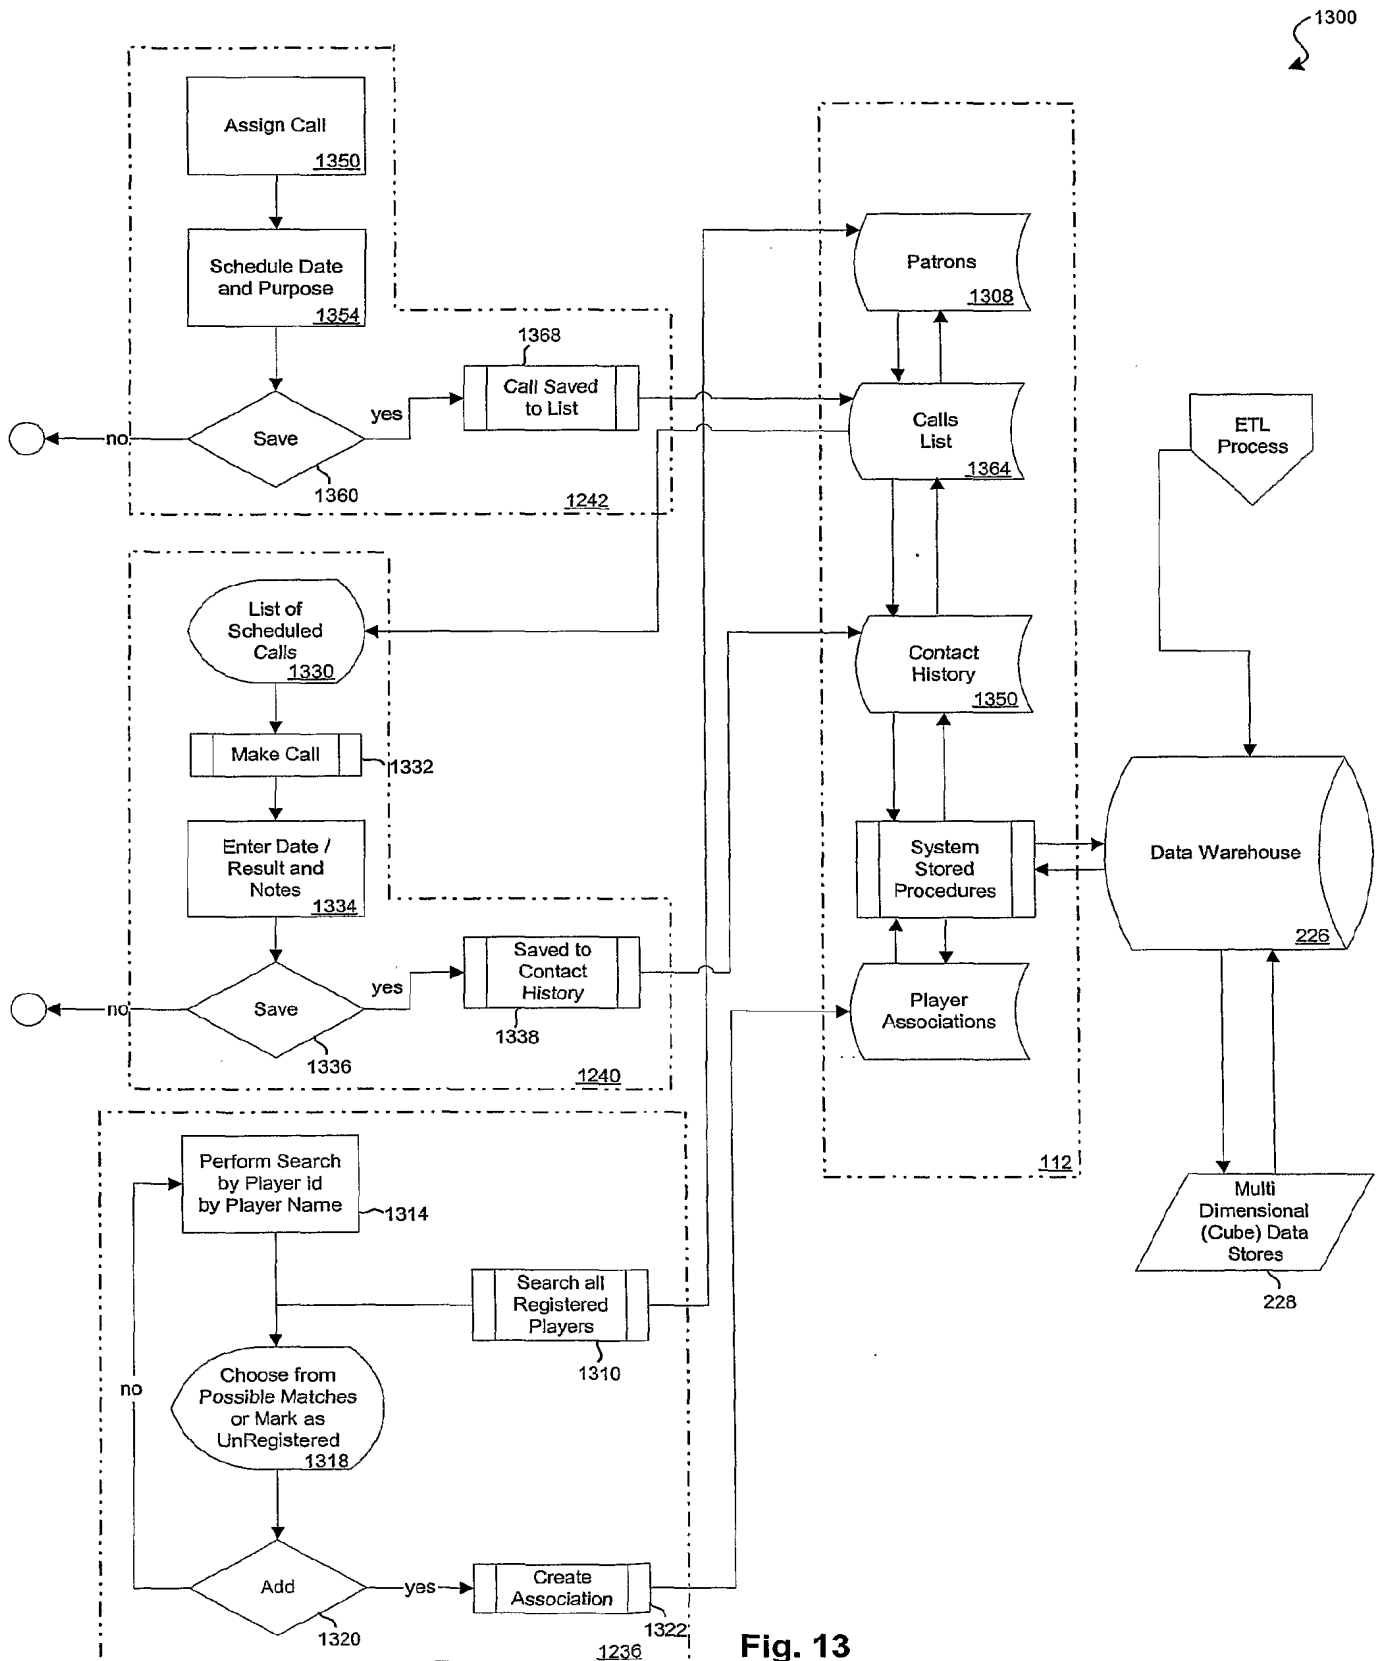 1300
Assign Call
1350
Schedule Date
and Purpose
1354
Save
1360
no
yes
1368
Call Saved
to List
1242
List of
Scheduled
Calls
1330
Make Call
1332
Enter Date /
Result and
Notes
1334
Save
1336
no
yes
Saved to
Contact
History
1338
1240
Perform Search
by Player id
by Player Name
1314
Search all
Registered
Players
1310
Choose from
Possible Matches
or Mark as
UnRegistered
1318
no
Add
1320
yes
Create
Association
1322
1236
Patrons
1308
Calls
List
1364
Contact
History
1350
System
Stored
Procedures
Player
Associations
112
ETL
Process
Data Warehouse
226
Multi
Dimensional
(Cube) Data
Stores
228
Fig. 13